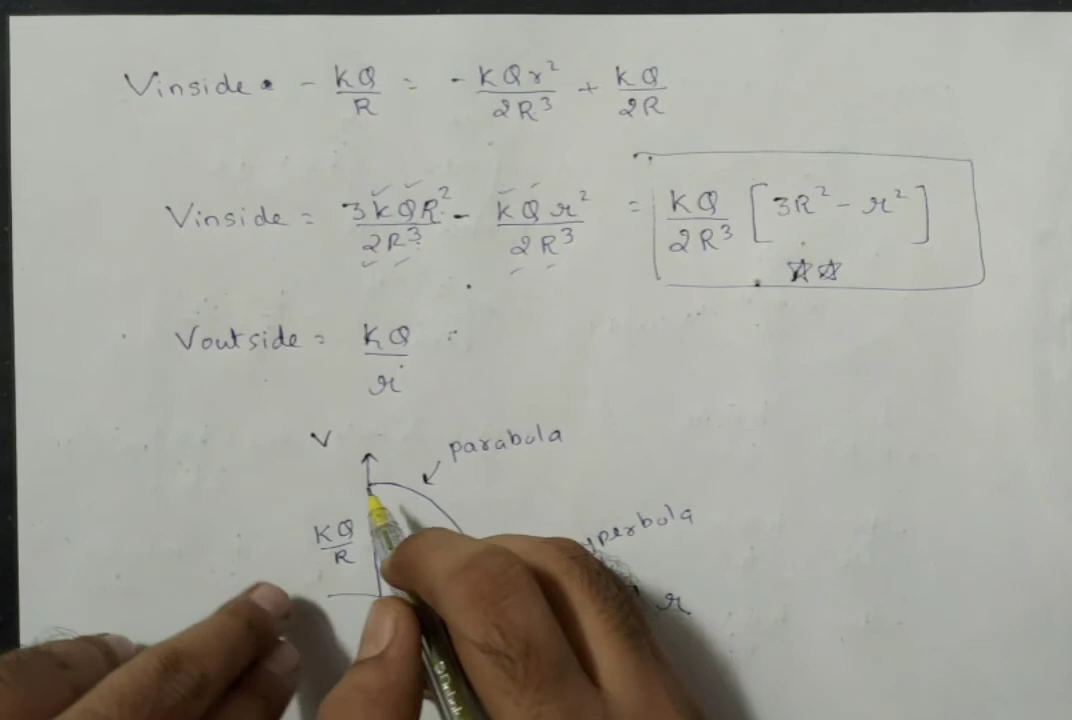 Vinside - KQ/R = - KQr²/2R³ + KQ/2R
Vinside = 3KQR²/2R³ - KQr²/2R³ = KQ/2R³ [3R² - r²]
Voutside = KQ/r =
V
parabola
KQ/R
yperbola
r